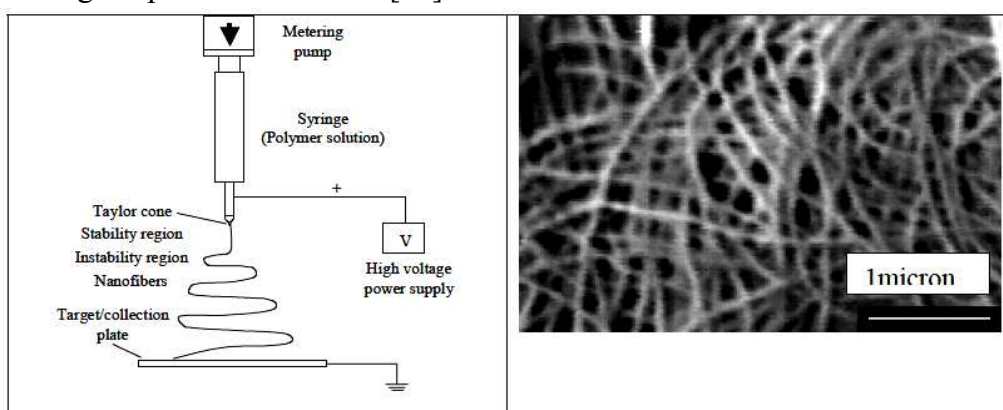 Metering
pump
Syringe
(Polymer solution)
+
Taylor cone
Stability region
Instability region
Nanofibers
V
High voltage
power supply
Target/collection
plate
1micron